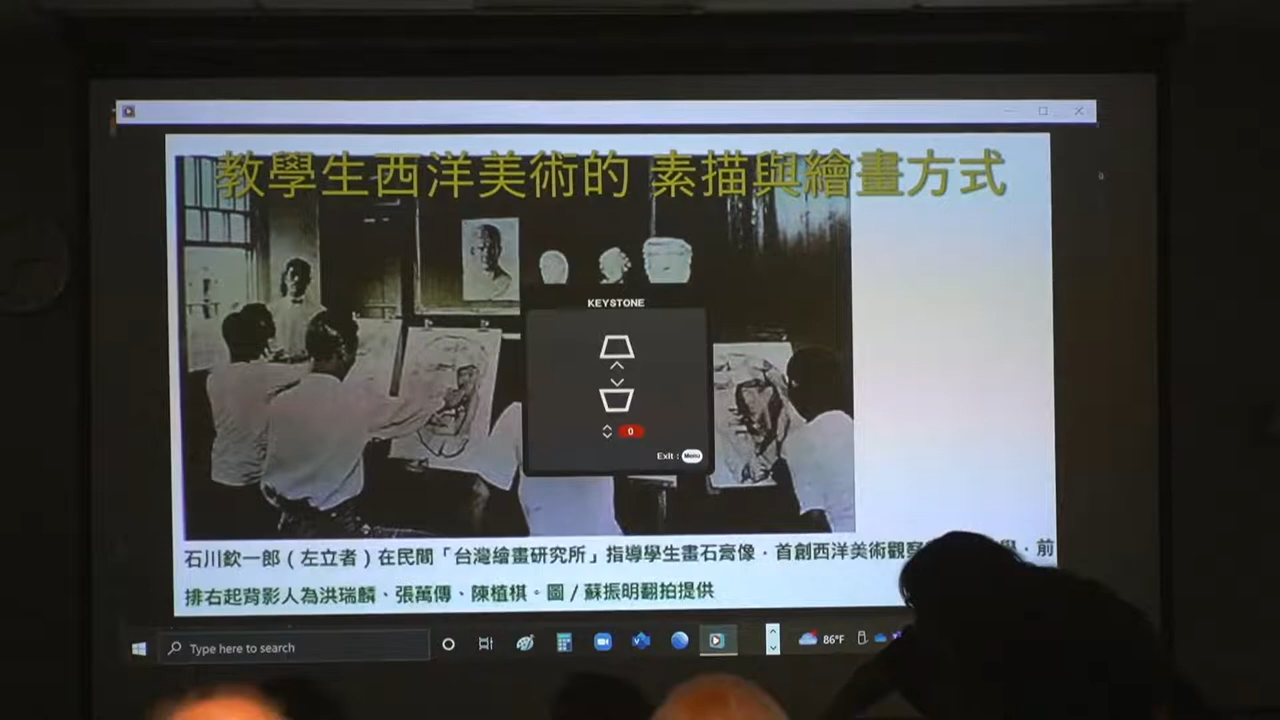 教學生西洋美術的 素描與繪畫方式
KEYSTONE
0
Exit : Menu
石川欽一郎（左立者）在民間「台灣繪畫研究所」指導學生畫石膏像，首創西洋美術觀察 學，前
排右起背影人為洪瑞麟、張萬傳、陳植棋。圖／蘇振明翻拍提供
Type here to search
86°F